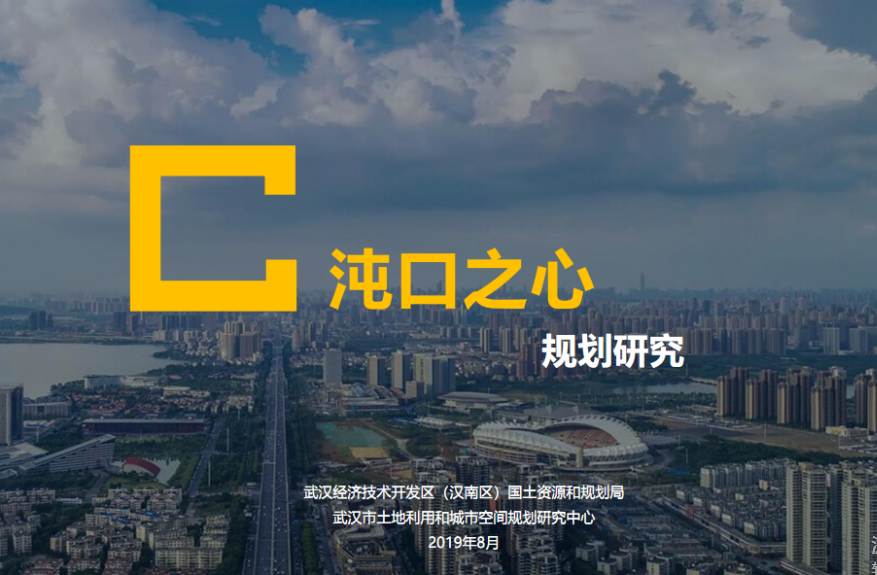 沌口之心
规划研究
武汉经济技术开发区（汉南区）国土资源和规划局
武汉市土地利用和城市空间规划研究中心
2019年8月